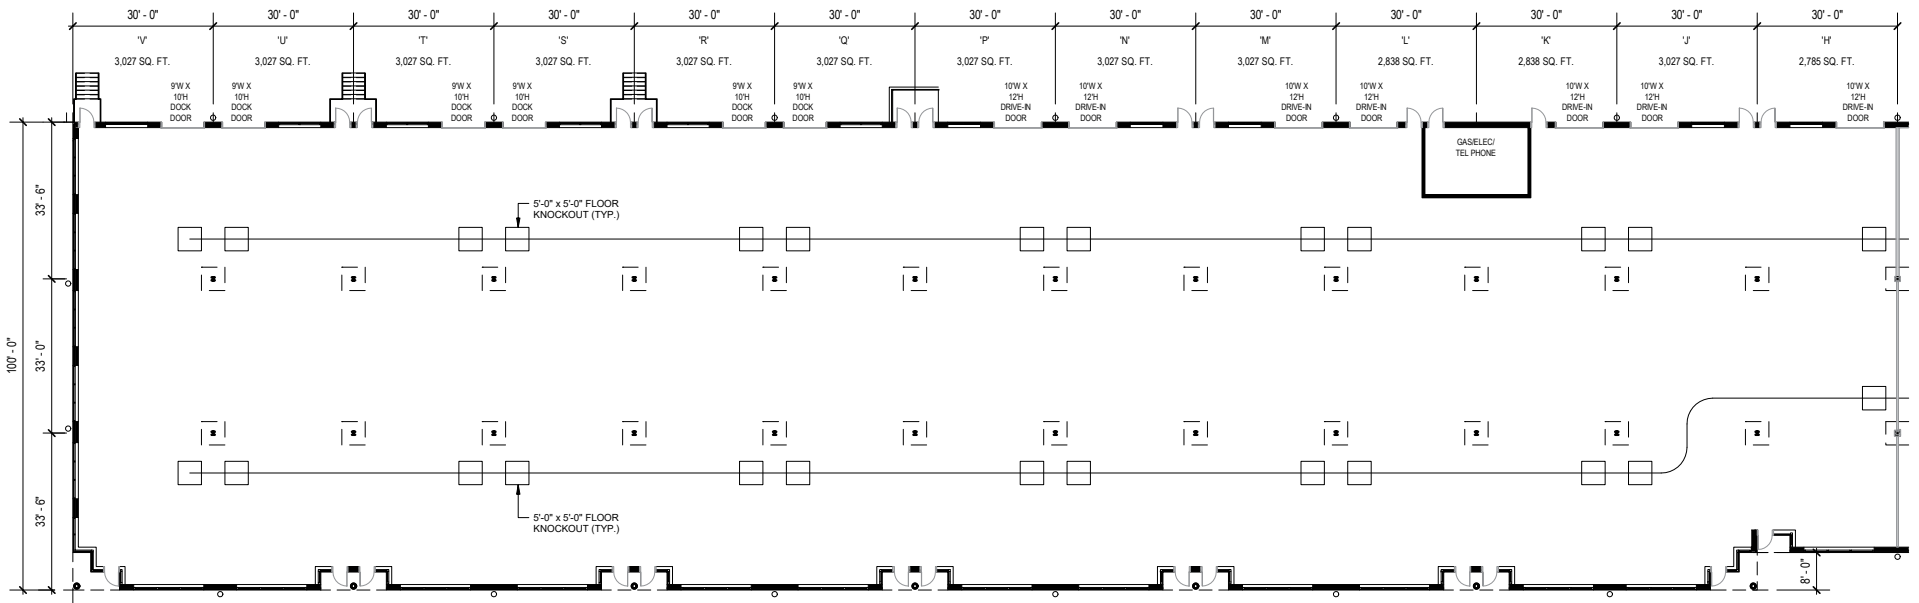 30' - 0" 30' - 0" 30' - 0" 30' - 0" 30' - 0" 30' - 0" 30' - 0" 30' - 0" 30' - 0" 30' - 0" 30' - 0" 30' - 0" 30' - 0"
'V' 'U' 'T' 'S' 'R' 'Q' 'P' 'N' 'M' 'L' 'K' 'J' 'H'
3,027 SQ. FT. 3,027 SQ. FT. 3,027 SQ. FT. 3,027 SQ. FT. 3,027 SQ. FT. 3,027 SQ. FT. 3,027 SQ. FT. 3,027 SQ. FT. 3,027 SQ. FT. 2,838 SQ. FT. 2,838 SQ. FT. 3,027 SQ. FT. 2,785 SQ. FT.
9'W X 9'W X 9'W X 9'W X 9'W X 9'W X 10'W X 10'W X 10'W X 10'W X 10'W X 10'W X 10'W X
10'H 10'H 10'H 10'H 10'H 10'H 12'H 12'H 12'H 12'H 12'H 12'H 12'H
DOCK DOCK DOCK DOCK DOCK DOCK DRIVE-IN DRIVE-IN DRIVE-IN DRIVE-IN DRIVE-IN DRIVE-IN DRIVE-IN
DOOR DOOR DOOR DOOR DOOR DOOR DOOR DOOR DOOR DOOR DOOR DOOR DOOR
GAS/ELEC/
TEL PHONE
33' - 6"
5'-0" x 5'-0" FLOOR
KNOCKOUT (TYP.)
100' - 0"
33' - 0"
33' - 6"
5'-0" x 5'-0" FLOOR
KNOCKOUT (TYP.)
8' - 0"